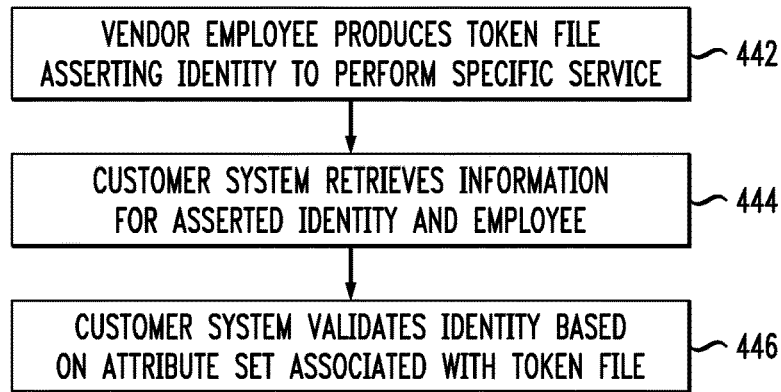 VENDOR EMPLOYEE PRODUCES TOKEN FILE
ASSERTING IDENTITY TO PERFORM SPECIFIC SERVICE
442
CUSTOMER SYSTEM RETRIEVES INFORMATION
FOR ASSERTED IDENTITY AND EMPLOYEE
444
CUSTOMER SYSTEM VALIDATES IDENTITY BASED
ON ATTRIBUTE SET ASSOCIATED WITH TOKEN FILE
446